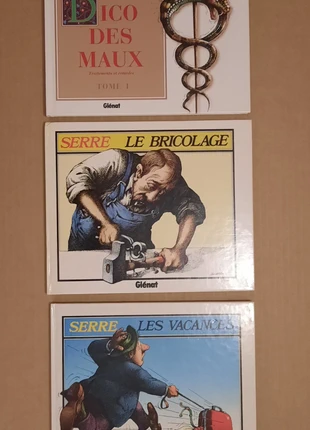 DICO
DES
MAUX
TOME 1
Glénat
SERRE LE BRICOLAGE
Glénat
SERRE LES VACANCES